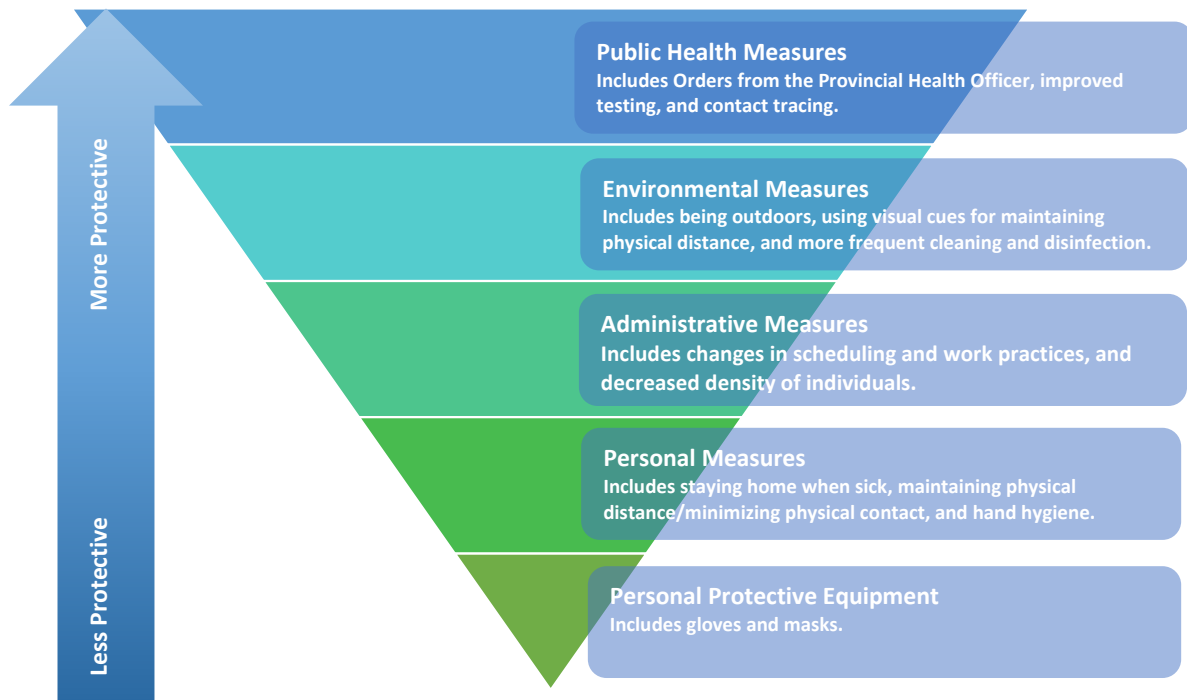 Public Health Measures
Includes Orders from the Provincial Health Officer, improved
testing, and contact tracing.
More Protective
Environmental Measures
Includes being outdoors, using visual cues for maintaining
physical distance, and more frequent cleaning and disinfection.
Administrative Measures
Includes changes in scheduling and work practices, and
decreased density of individuals.
Personal Measures
Includes staying home when sick, maintaining physical
distance/minimizing physical contact, and hand hygiene.
Less Protective
Personal Protective Equipment
Includes gloves and masks.